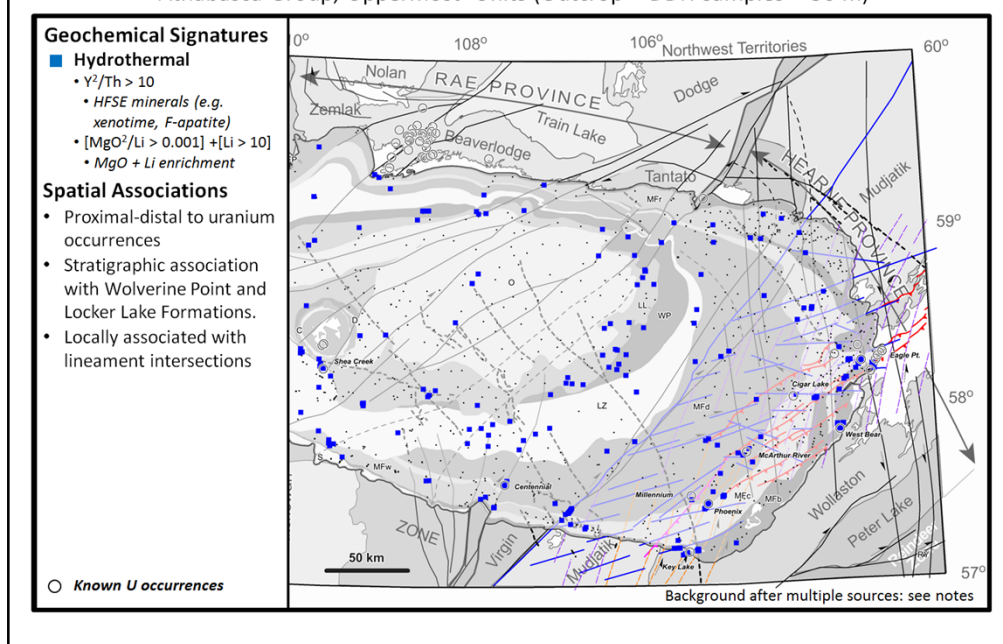 Geochemical Signatures
Hydrothermal
• Y²/Th > 10
• HFSE minerals (e.g.
xenotime, F-apatite)
• [MgO²/Li > 0.001] +[Li > 10]
• MgO + Li enrichment
Spatial Associations
• Proximal-distal to uranium
occurrences
• Stratigraphic association
with Wolverine Point and
Locker Lake Formations.
• Locally associated with
lineament intersections
Known U occurrences
108°
106°
Northwest Territories
60°
Nolan
RAE PROVINCE
Dodge
Zemlak
Train Lake
Beaverlodge
Tantato
HEARNE PROVINCE
Mudjatik
59°
MFr
O
LL
WP
C
D
Shea Creek
Eagle Pt.
Cigar Lake
58°
LZ
MFd
West Bear
McArthur River
S
MFw
Centennial
Millennium
MFc
MFb
Phoenix
Wollaston
Peter Lake
ZONE
Virgin
Mudjatik
Key Lake
57°
50 km
Background after multiple sources: see notes